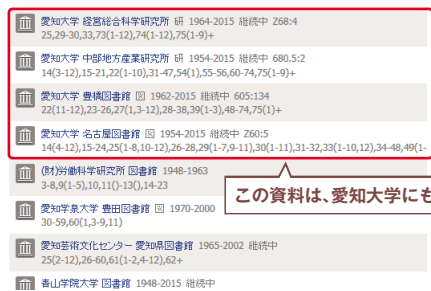 愛知大学 経営総合科学研究所 研 1964-2015 継続中 Z68:4
25,29-30,33,73(1-12),74(1-12),75(1-9)+
愛知大学 中部地方産業研究所 研 1954-2015 継続中 680.5:2
14(3-12),15-21,22(1-10),31-47,54(1),55-56,60-74,75(1-9)+
愛知大学 豊橋図書館 図 1962-2015 継続中 605:134
22(11-12),23-26,27(1,3-12),28-38,39(1-3),48-74,75(1)+
愛知大学 名古屋図書館 図 1954-2015 継続中 Z60:5
14(4-12),15-24,25(1-8,10-12),26-28,29(1-7,9-11),30(1-11),31-32,33(1-10,12),34-48,49(1-
(財)労働科学研究所 図書館 1948-1963
3-8,9(1-5),10,11()-13(),14-23
この資料は、愛知大学にも
愛知学泉大学 豊田図書館 図 1970-2000
30-59,60(1,3-9,11)
愛知芸術文化センター 愛知県図書館 1965-2002 継続中
25(2-12),26-60,61(1-2,4-12),62+
青山学院大学 図書館 1948-2015 継続中